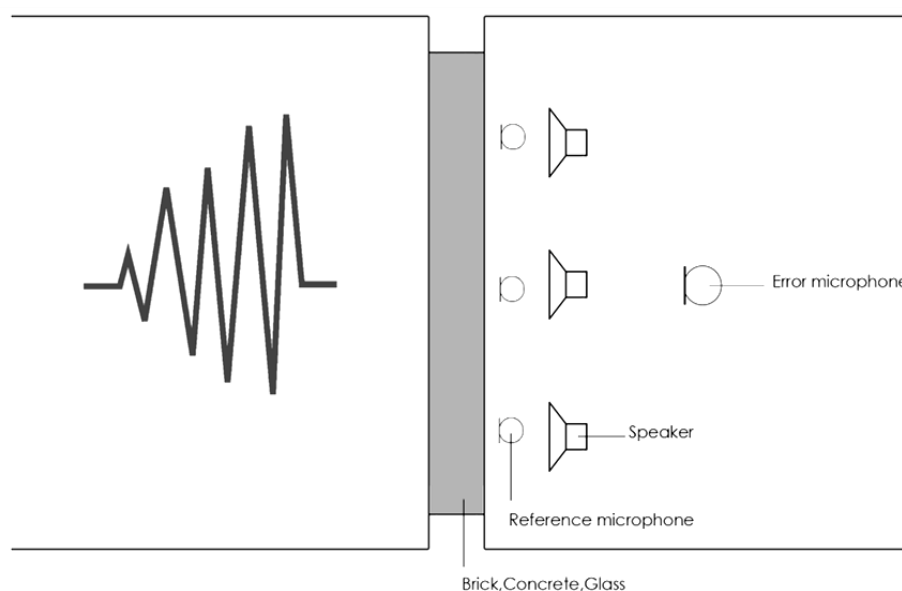 Error microphone
Speaker
Reference microphone
Brick,Concrete,Glass